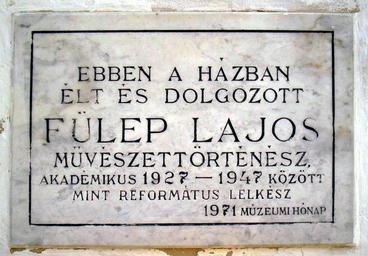 EBBEN A HÁZBAN
ÉLT ÉS DOLGOZOTT
FÜLEP LAJOS
MŰVÉSZETTÖRTÉNÉSZ,
AKADÉMIKUS 1927 — 1947 KÖZÖTT
MINT REFORMÁTUS LELKÉSZ
1971 MÚZEUMI HÓNAP